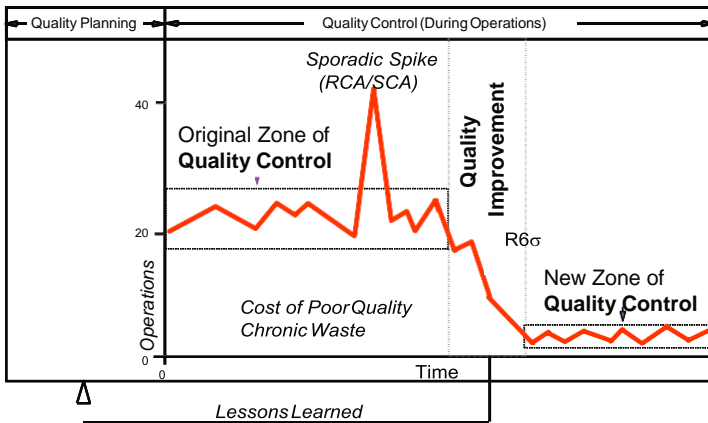 Quality Planning
Quality Control (During Operations)
Sporadic Spike
(RCA/SCA)
40
Original Zone of
Quality Control
Quality
Improvement
20
R6σ
New Zone of
Quality Control
Operations
Cost of Poor Quality
Chronic Waste
0
0
Time
Lessons Learned